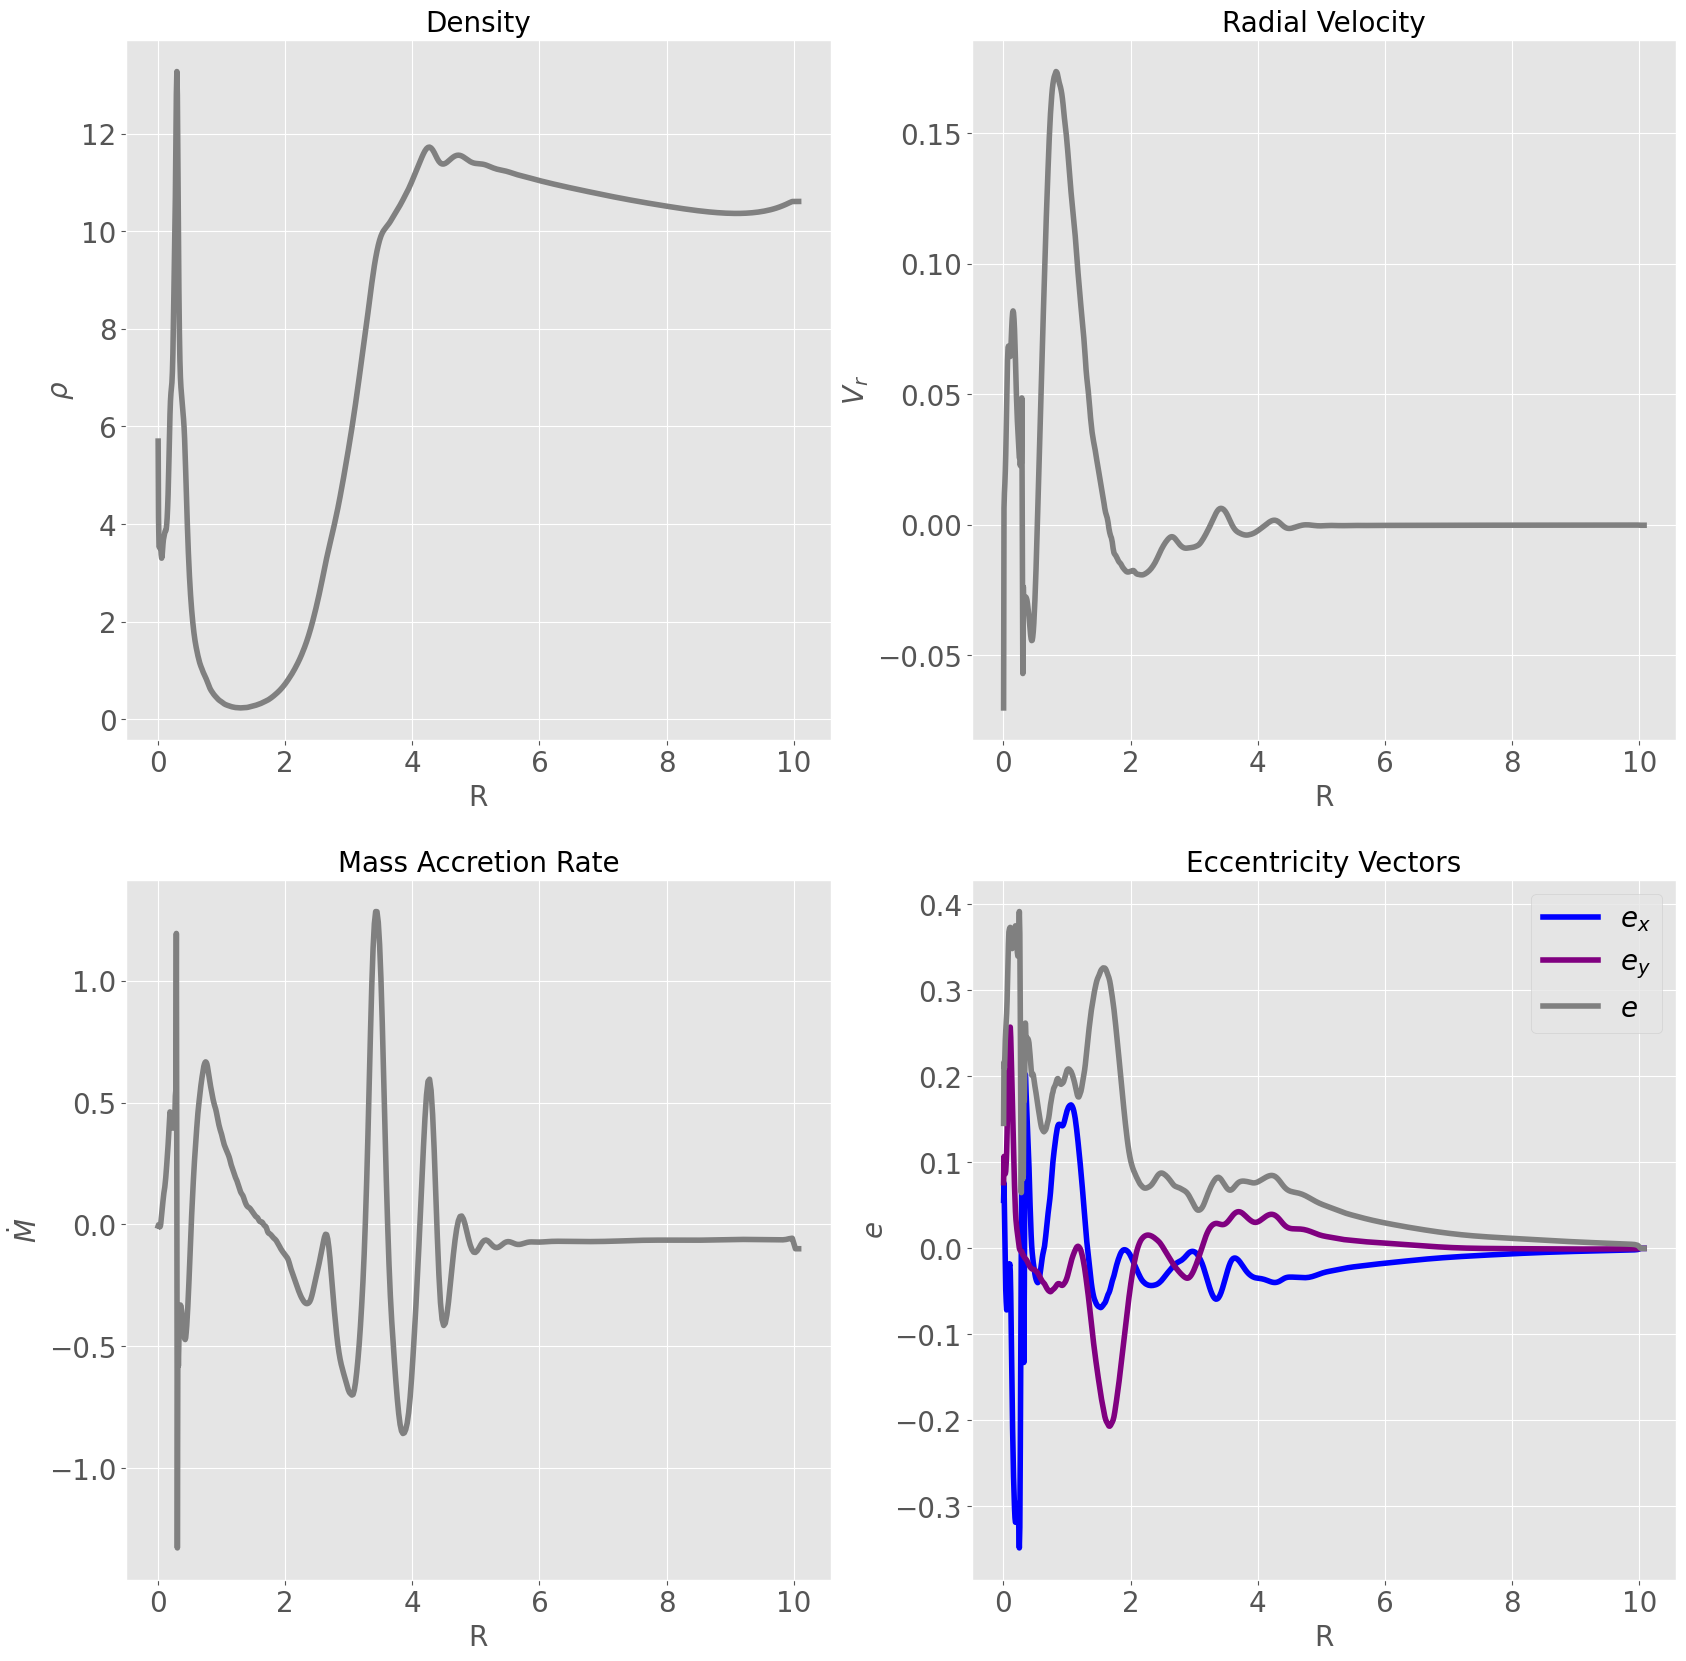 Density
12
10
8
6
4
2
0
ρ
0 2 4 6 8 10
R
Radial Velocity
0.15
0.10
0.05
0.00
−0.05
V_r
0 2 4 6 8 10
R
Mass Accretion Rate
1.0
0.5
0.0
−0.5
−1.0
Ṁ
0 2 4 6 8 10
R
Eccentricity Vectors
0.4
0.3
0.2
0.1
0.0
−0.1
−0.2
−0.3
e
e_x
e_y
e
0 2 4 6 8 10
R